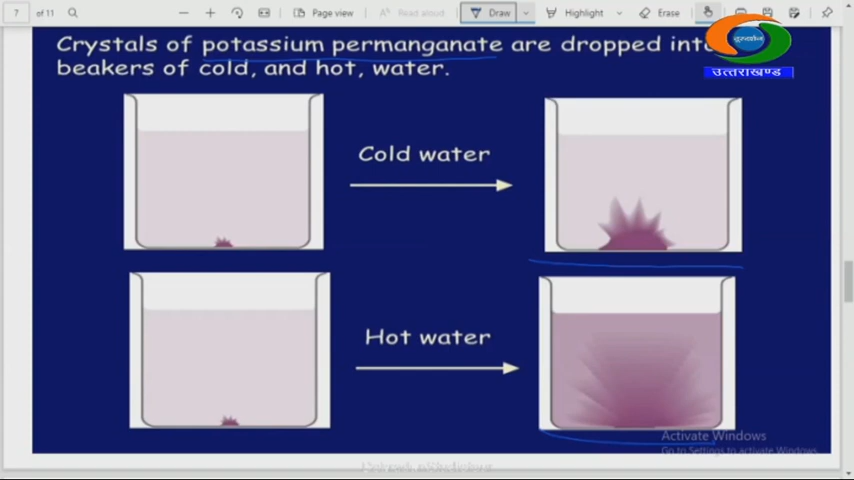 7 of 11 Page view Read aloud Draw Highlight Erase
Crystals of potassium permanganate are dropped into
beakers of cold, and hot, water.
दूरदर्शन
उत्तराखण्ड
Cold water
Hot water
Activate Windows
Go to Settings to activate Windows.